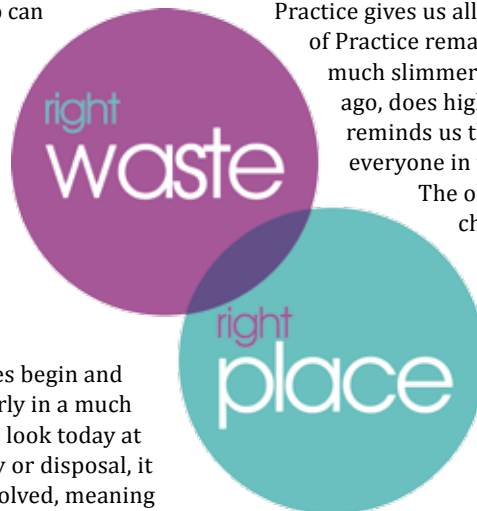 o can
Practice gives us all
of Practice rema
much slimmer
ago, does high
reminds us t
everyone in
The o
ch
right
waste
right
place
es begin and
rly in a much
look today at
y or disposal, it
olved, meaning